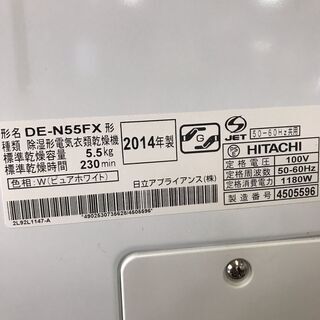 形名 DE-N55FX 形
種類 除湿形電気衣類乾燥機
標準乾燥容量 5.5kg
標準乾燥時間 230min
2014年製
G
S JET
50-60Hz共用
HITACHI
定格電圧 100V
定格周波数 50-60Hz
定格消費電力 1180W
製造番号 4505596
色相:W(ピュアホワイト)
日立アプライアンス(株)
*4902530735628/4505596*
2L92L1147-A